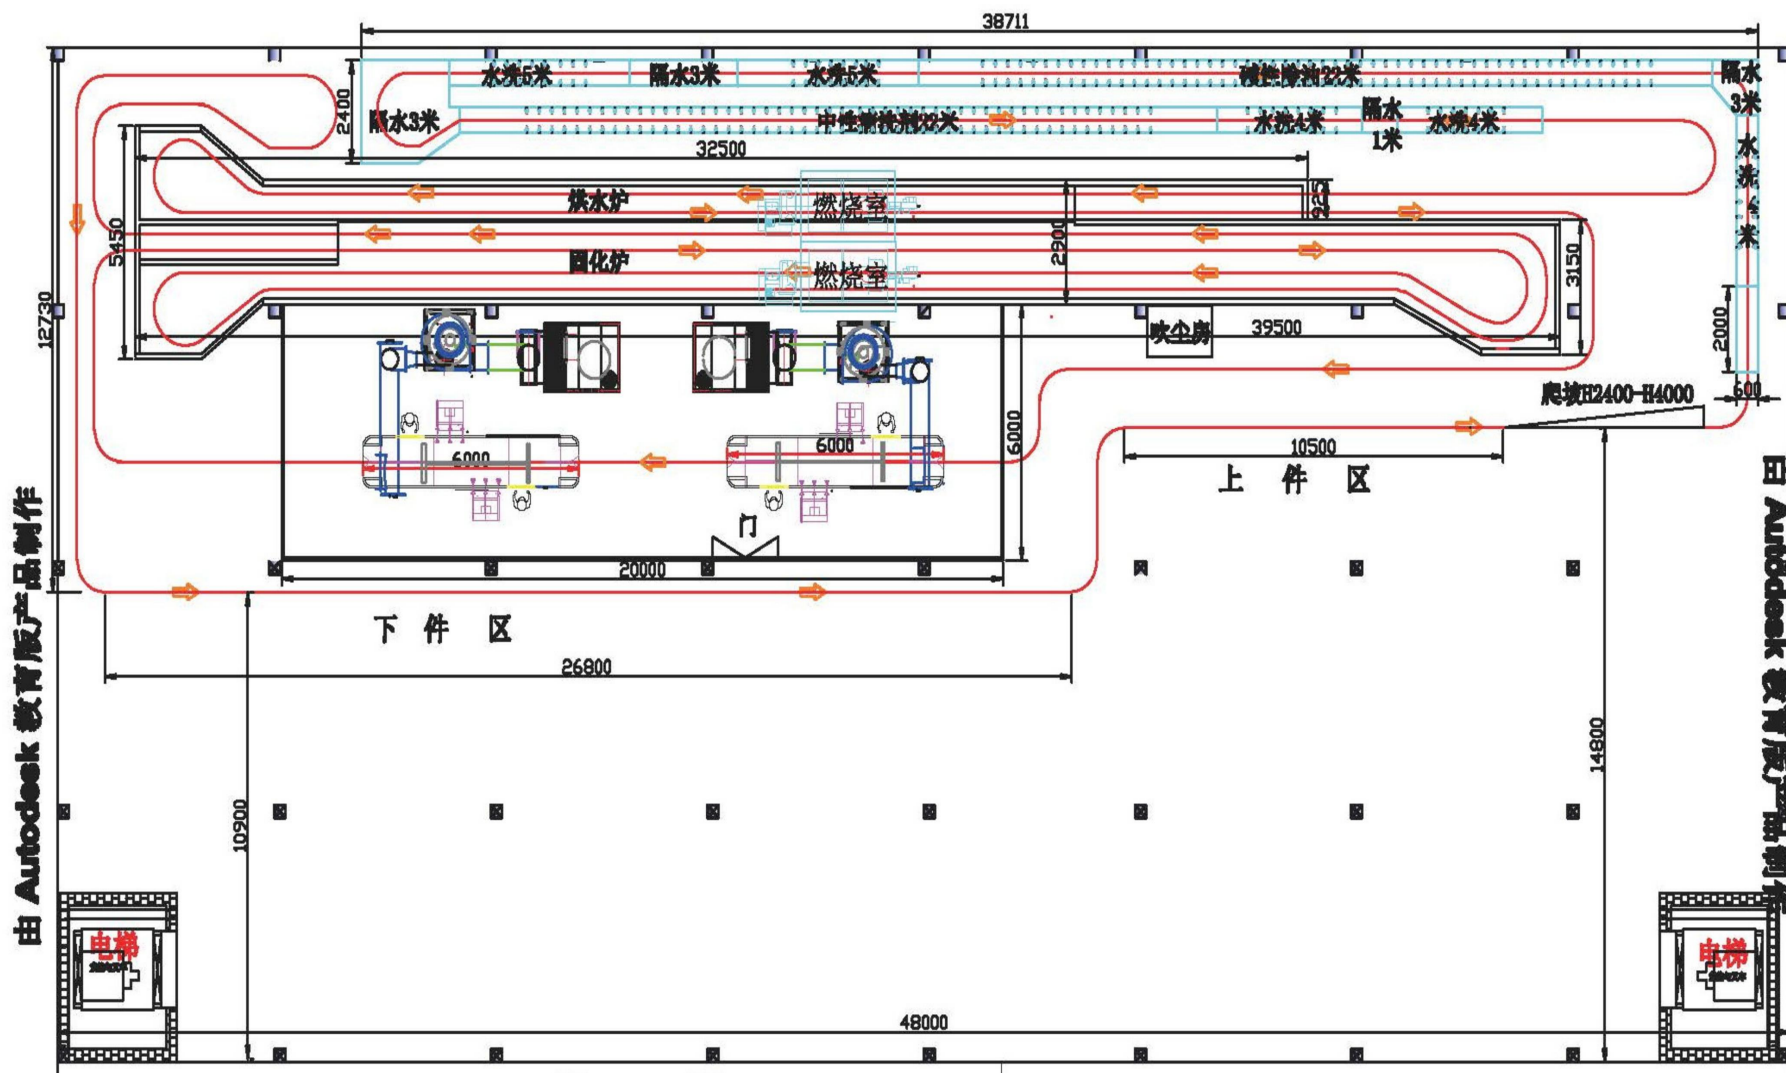 38711
水洗5米
隔水3米
水洗5米
碱性除油22米
隔水
3米
2400
隔水3米
中性清洗剂22米
水洗4米
隔水
1米
水洗4米
水
洗
米
32500
烘水炉
燃烧室
2900
5450
固化炉
燃烧室
3150
12730
吹尘房
39500
2000
600
爬坡H2400-H4000
6000
6000
6000
10500
上 件 区
门
20000
下 件 区
26800
10900
14800
由 Autodesk 教育版产品制作
由 Autodesk 教育版产品制作
电梯
电梯
48000